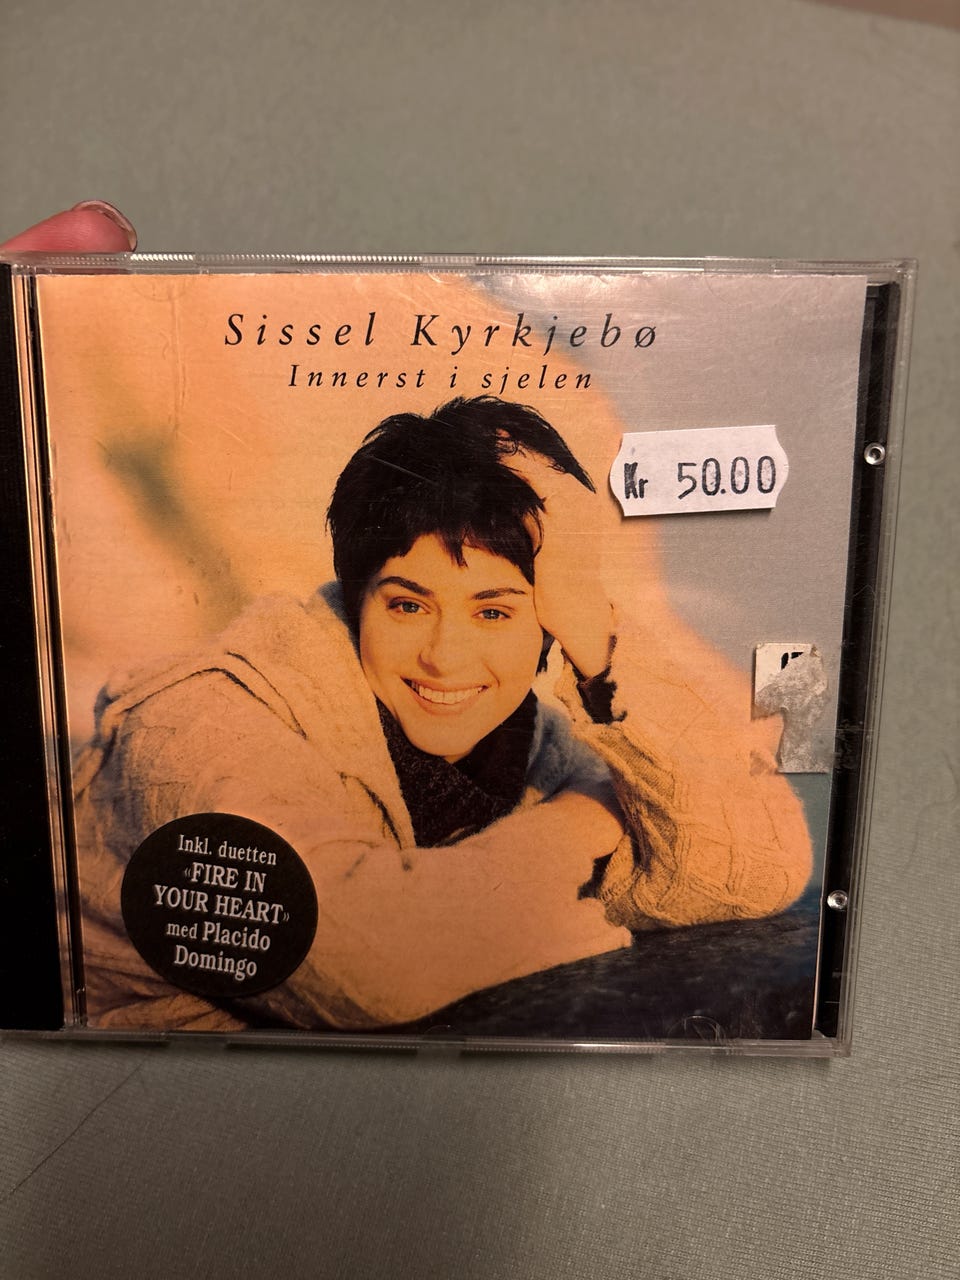 Sissel Kyrkjebø
Innerst i sjelen
Kr 50.00
Inkl. duetten
«FIRE IN
YOUR HEART»
med Placido
Domingo